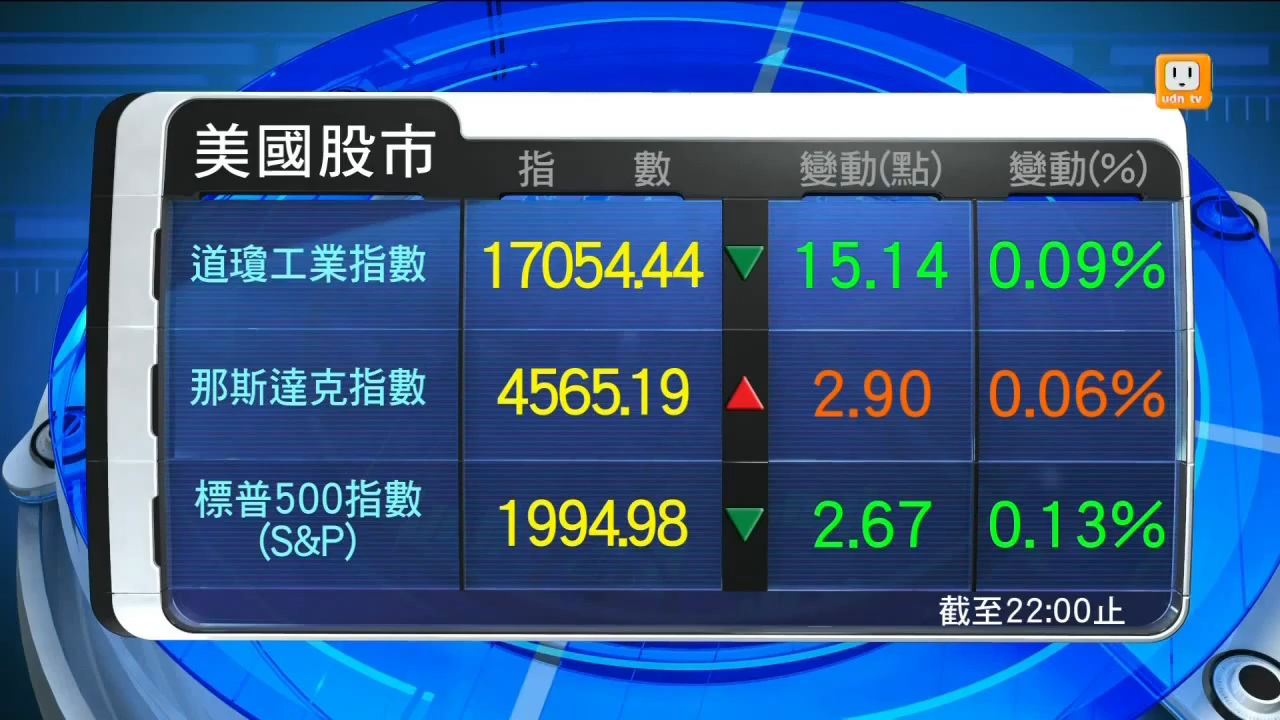 udn tv
美國股市 指數 變動(點) 變動(%)
道瓊工業指數 17054.44 ▼ 15.14 0.09%
那斯達克指數 4565.19 ▲ 2.90 0.06%
標普500指數
(S&P) 1994.98 ▼ 2.67 0.13%
截至22:00止